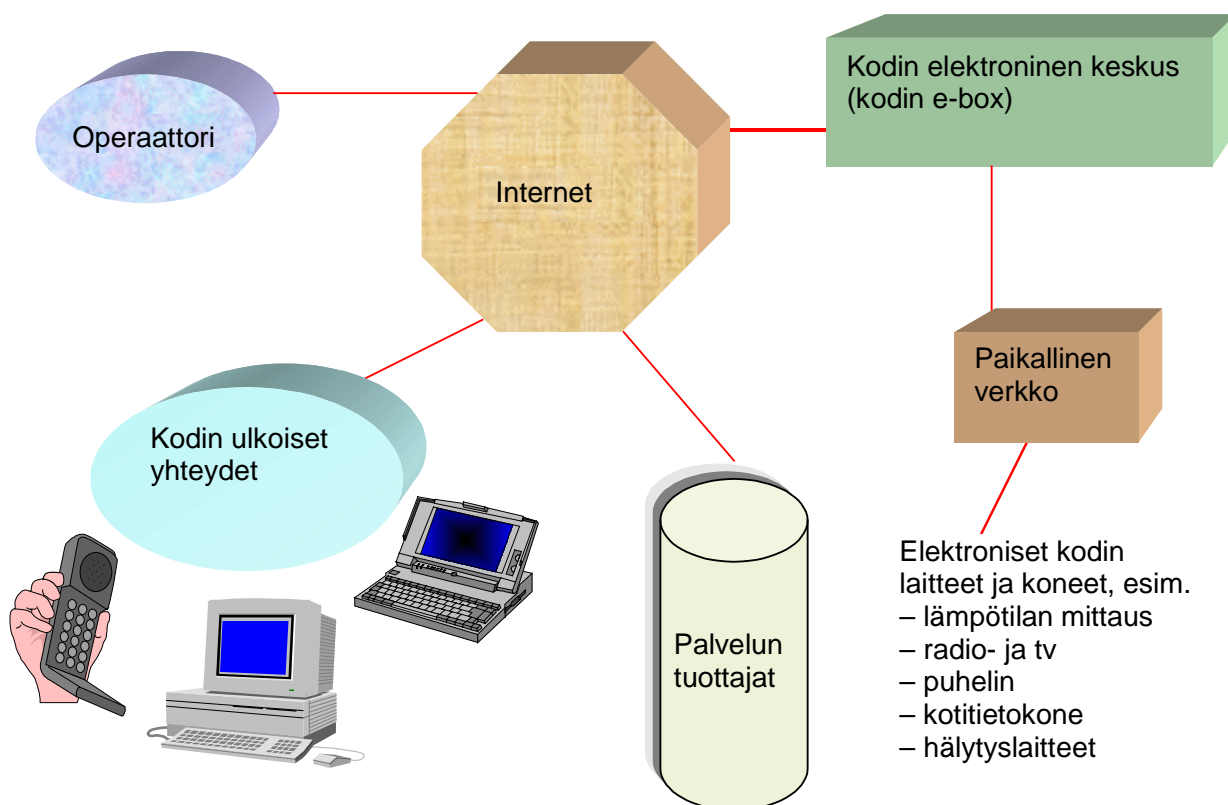 Kodin elektroninen keskus
(kodin e-box)
Operaattori
Internet
Paikallinen
verkko
Kodin ulkoiset
yhteydet
Elektroniset kodin
laitteet ja koneet, esim.
– lämpötilan mittaus
– radio- ja tv
– puhelin
– kotitietokone
– hälytyslaitteet
Palvelun
tuottajat